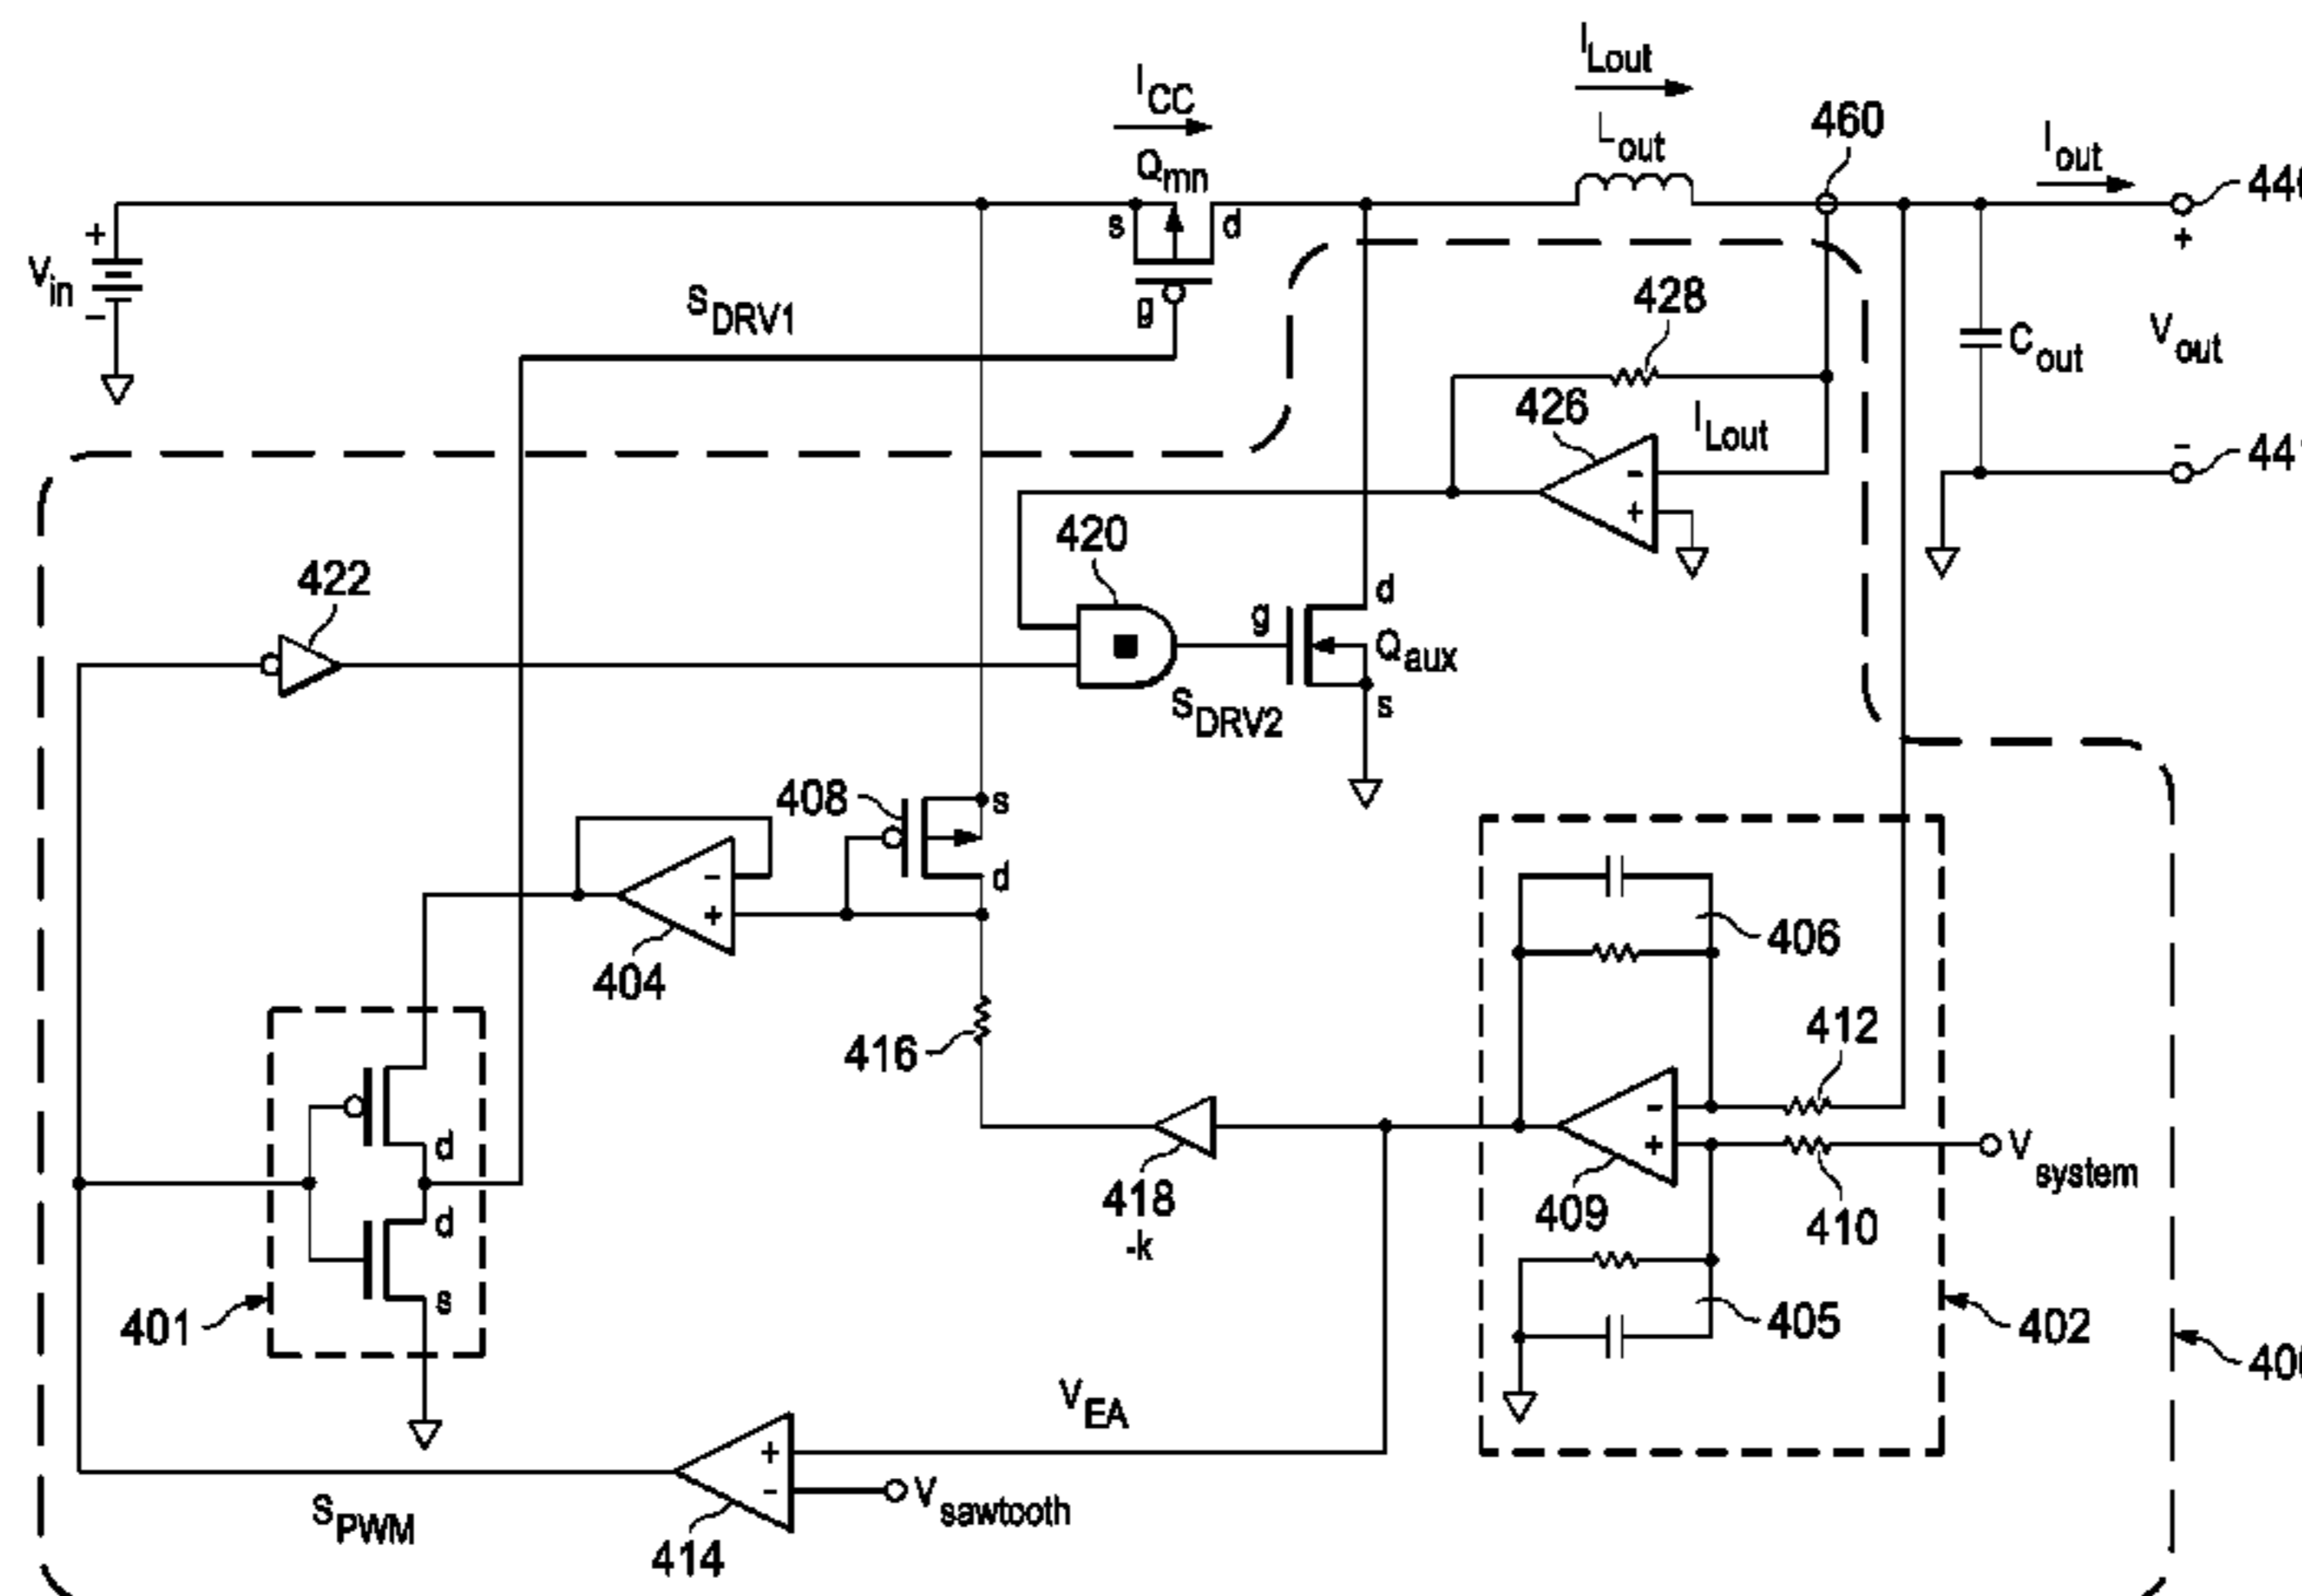 I_Lout
I_CC
L_out
460
I_out
Q_mn
s
d
+
V_in
−
S_DRV1
g
+
428
C_out
V_out
426
I_Lout
−
−
+
420
422
g
d
Q_aux
s
S_DRV2
408
s
d
−
+
404
406
416
412
−
+
V_system
409
410
418
-k
d
d
s
401
405
402
V_EA
+
−
V_sawtooth
S_PWM
414